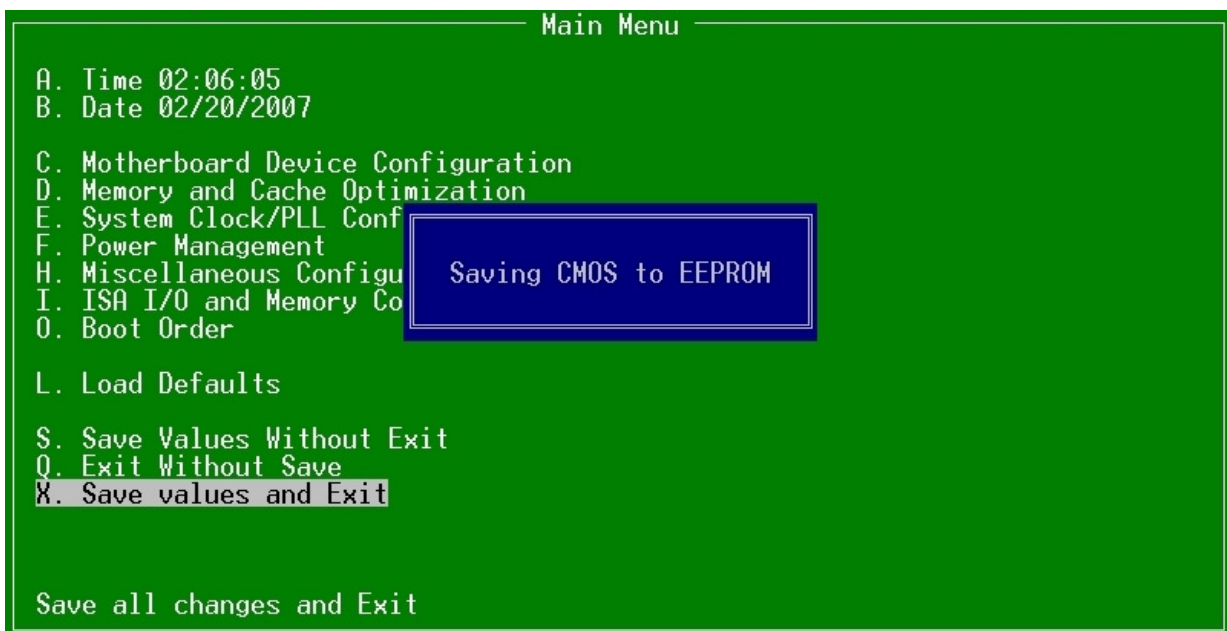 Main Menu
A. Time 02:06:05
B. Date 02/20/2007
C. Motherboard Device Configuration
D. Memory and Cache Optimization
E. System Clock/PLL Conf
F. Power Management
H. Miscellaneous Configu
I. ISA I/O and Memory Co
O. Boot Order
Saving CMOS to EEPROM
L. Load Defaults
S. Save Values Without Exit
Q. Exit Without Save
X. Save values and Exit
Save all changes and Exit